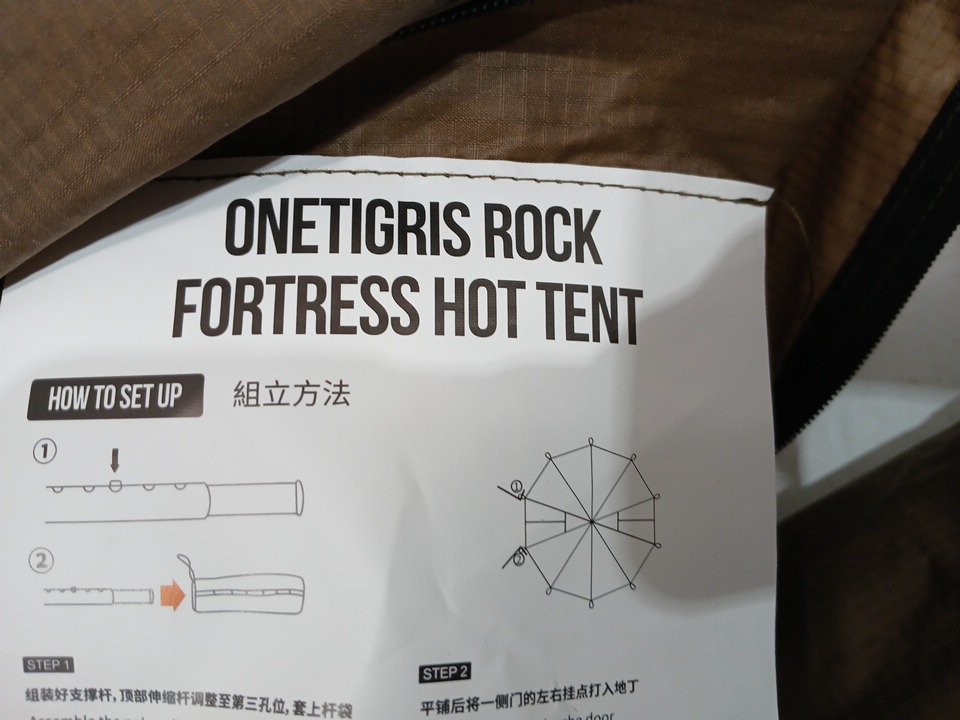 ONETIGRIS ROCK
FORTRESS HOT TENT
HOW TO SET UP 組立方法
1
2
①
②
STEP 1
组装好支撑杆,顶部伸缩杆调整至第三孔位,套上杆袋
STEP 2
平铺后将一侧门的左右挂点打入地丁
the door